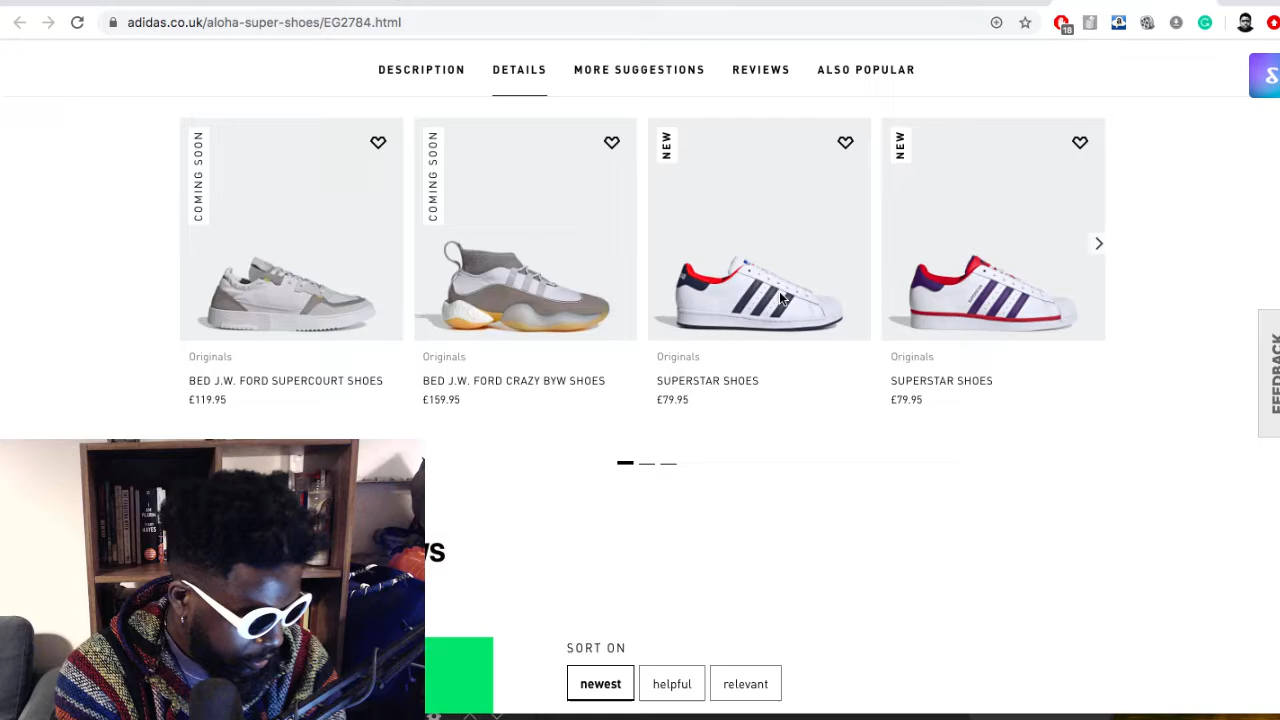 adidas.co.uk/aloha-super-shoes/EG2784.html
18
DESCRIPTION DETAILS MORE SUGGESTIONS REVIEWS ALSO POPULAR
COMING SOON
COMING SOON
NEW
NEW
Originals
BED J.W. FORD SUPERCOURT SHOES
£119.95
Originals
BED J.W. FORD CRAZY BYW SHOES
£159.95
Originals
SUPERSTAR SHOES
£79.95
Originals
SUPERSTAR SHOES
£79.95
FEEDBACK
SORT ON
newest helpful relevant